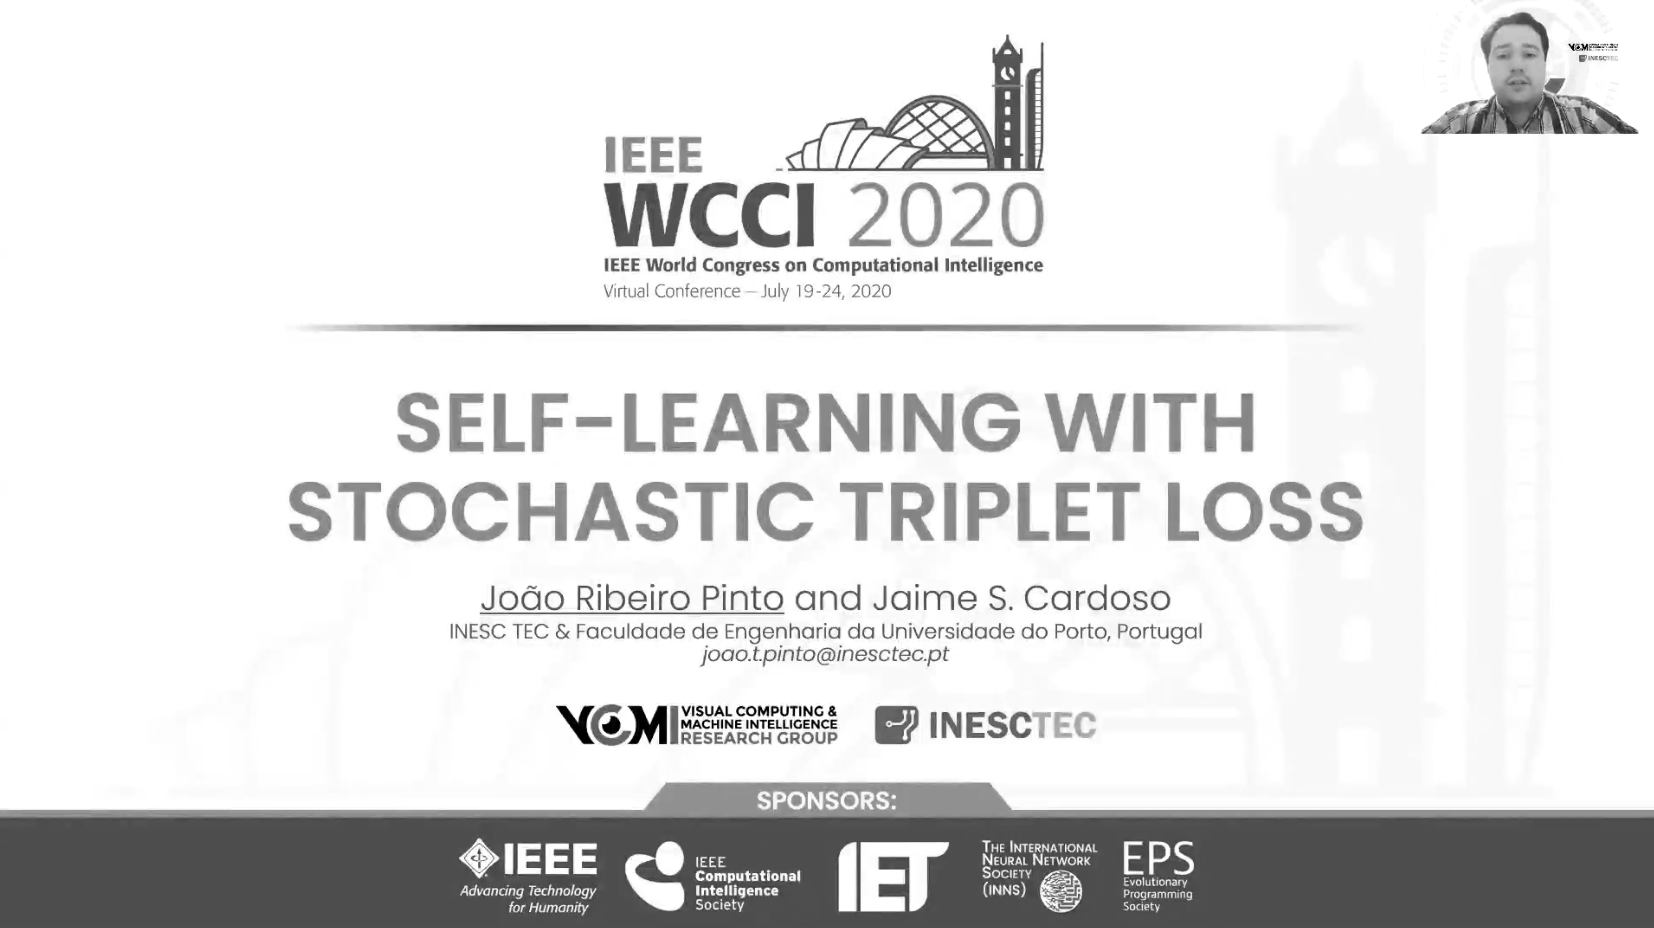 IEEE
WCCI 2020
IEEE World Congress on Computational Intelligence
Virtual Conference – July 19-24, 2020
SELF-LEARNING WITH
STOCHASTIC TRIPLET LOSS
João Ribeiro Pinto and Jaime S. Cardoso
INESC TEC & Faculdade de Engenharia da Universidade do Porto, Portugal
joao.t.pinto@inesctec.pt
VCMI VISUAL COMPUTING &
MACHINE INTELLIGENCE
RESEARCH GROUP
INESCTEC
SPONSORS:
IEEE
Advancing Technology
for Humanity
IEEE
Computational
Intelligence
Society
IET
THE INTERNATIONAL
NEURAL NETWORK
SOCIETY
(INNS)
EPS
Evolutionary
Programming
Society
VCMI
INESCTEC